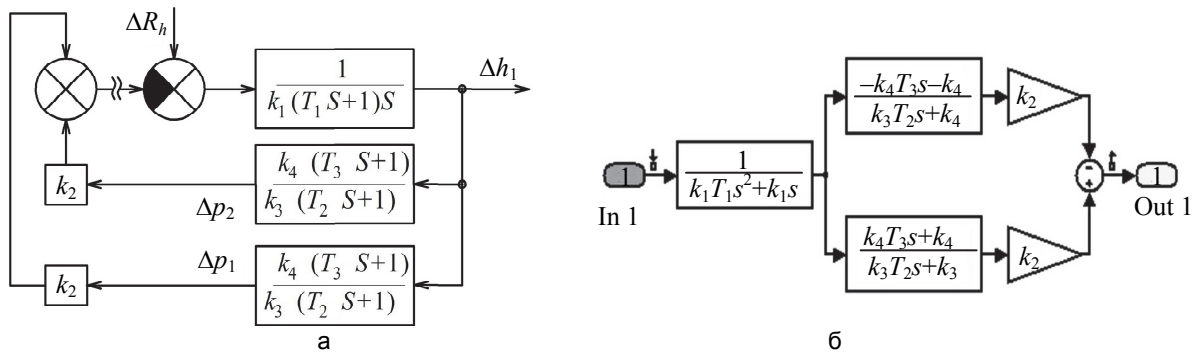 ΔR_h
1
k_1 (T_1 S+1)S
Δh_1
k_4 (T_3 S+1)
k_3 (T_2 S+1)
k_2
Δp_2
k_4 (T_3 S+1)
k_3 (T_2 S+1)
k_2
Δp_1
а
1
In 1
1
k_1T_1s^2+k_1s
–k_4T_3s–k_4
k_3T_2s+k_4
k_2
k_4T_3s+k_4
k_3T_2s+k_3
k_2
-
+
1
Out 1
б